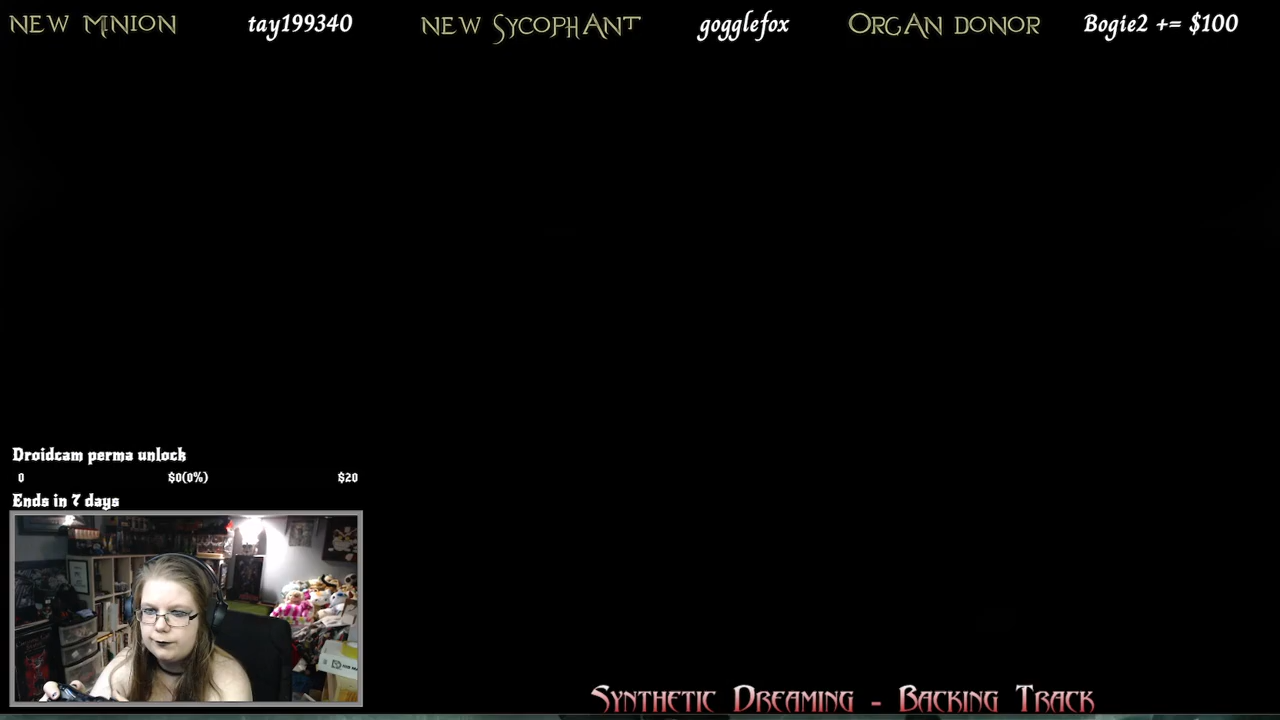 NEW MINION tay199340 NEW SYCOPHANT gogglefox ORGAN DONOR Bogie2 += $100
Droidcam perma unlock
0 $0(0%) $20
Ends in 7 days
Synthetic Dreaming - Backing Track